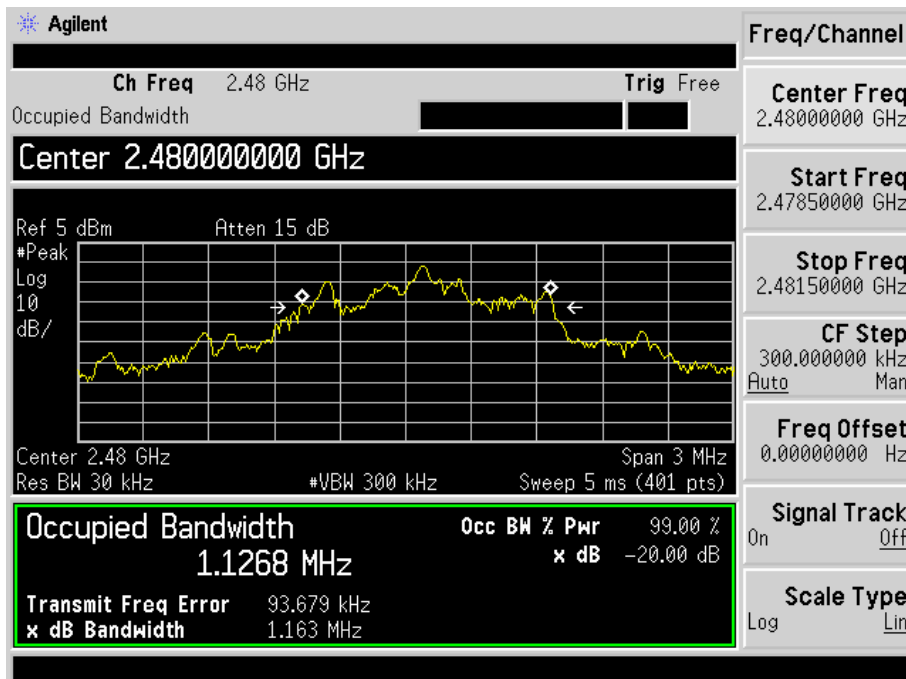 Agilent
Freq/Channel
Ch Freq 2.48 GHz Trig Free
Occupied Bandwidth
Center 2.480000000 GHz
Ref 5 dBm Atten 15 dB
#Peak
Log
10
dB/
Center 2.48 GHz Span 3 MHz
Res BW 30 kHz #VBW 300 kHz Sweep 5 ms (401 pts)
Occupied Bandwidth
1.1268 MHz
Occ BW % Pwr 99.00 %
x dB -20.00 dB
Transmit Freq Error 93.679 kHz
x dB Bandwidth 1.163 MHz
Center Freq
2.48000000 GHz
Start Freq
2.47850000 GHz
Stop Freq
2.48150000 GHz
CF Step
300.000000 kHz
Auto Man
Freq Offset
0.00000000 Hz
Signal Track
On Off
Scale Type
Log Lin